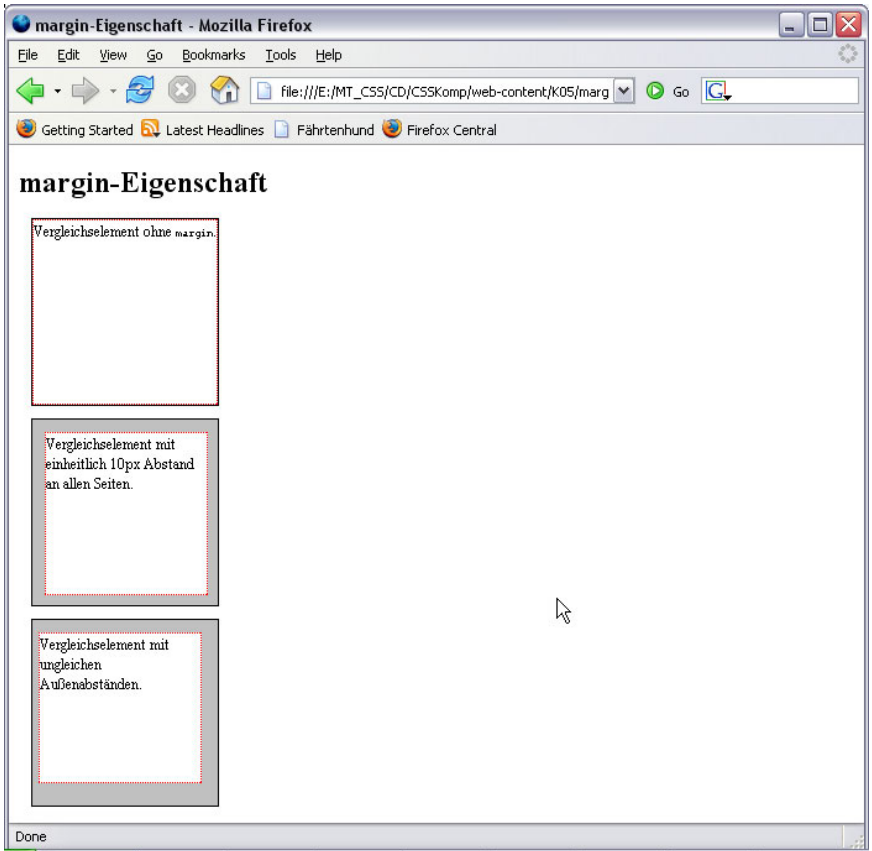 margin-Eigenschaft - Mozilla Firefox
File Edit View Go Bookmarks Tools Help
file:///E:/MT_CSS/CD/CSSKomp/web-content/K05/marg Go G
Getting Started Latest Headlines Fährtenhund Firefox Central
margin-Eigenschaft
Vergleichselement ohne margin.
Vergleichselement mit
einheitlich 10px Abstand
an allen Seiten.
Vergleichselement mit
ungleichen
Außenabständen.
Done